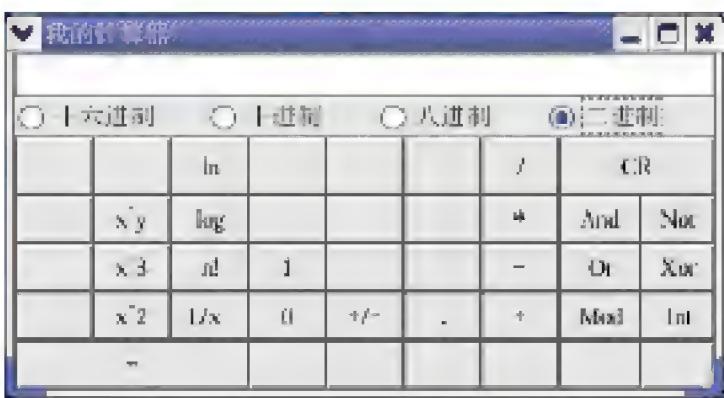 我的计算器
十六进制 十进制 八进制 二进制
ln / CR
x^y log * And Not
x^3 n! 1 - Or Xor
x^2 1/x 0 +/- . + Mod Int